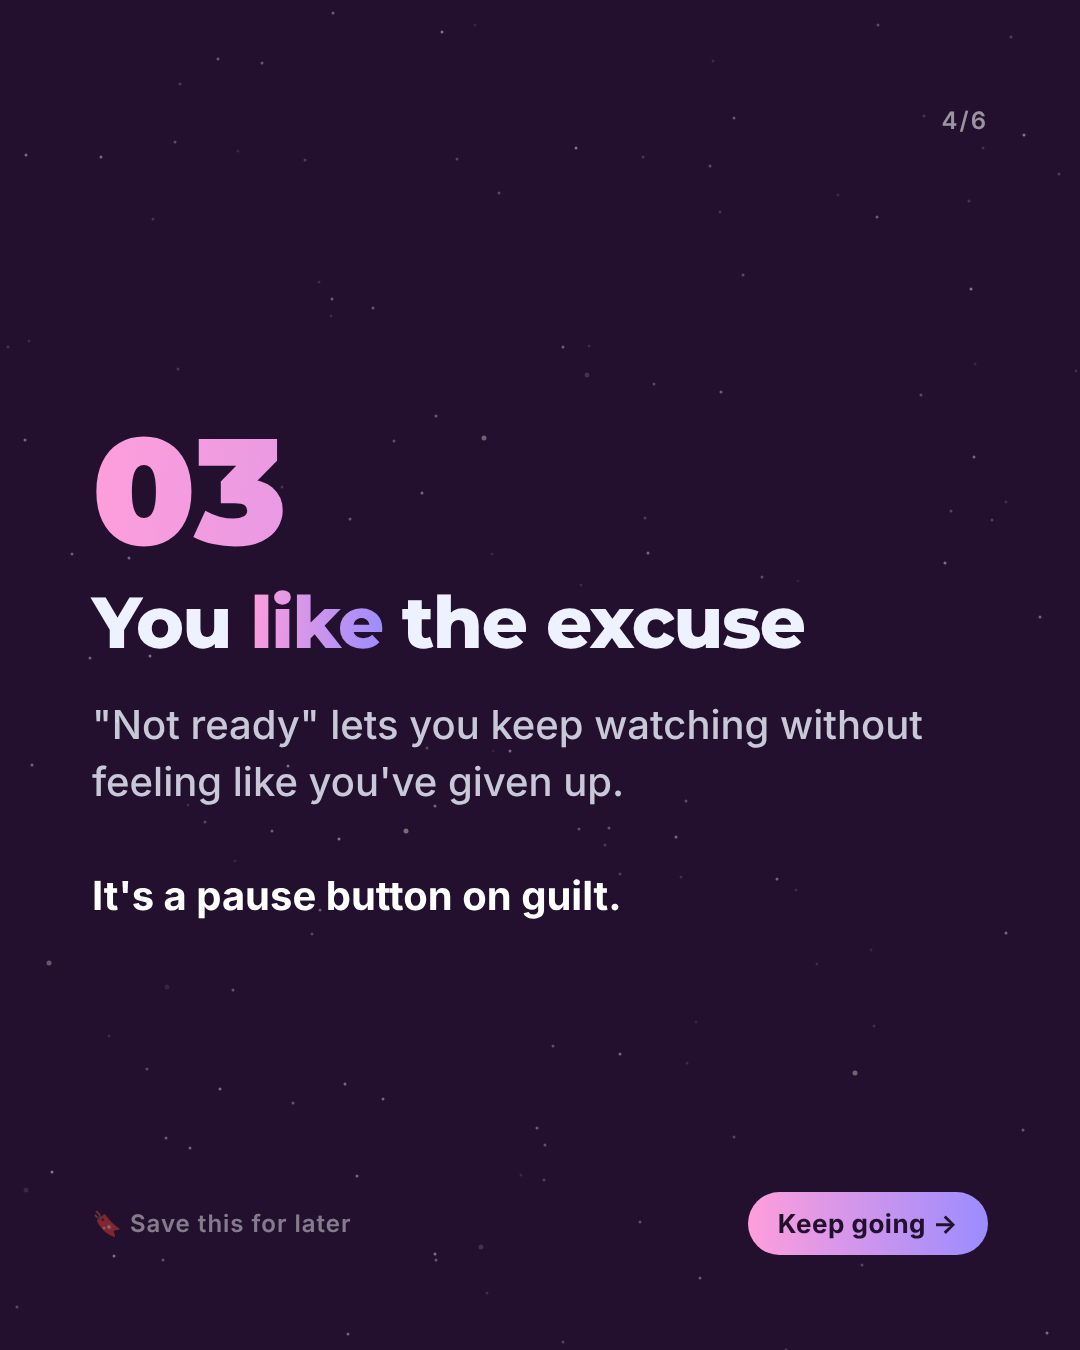 4/6
03
You like the excuse
"Not ready" lets you keep watching without
feeling like you've given up.
It's a pause button on guilt.
🔖 Save this for later
Keep going →